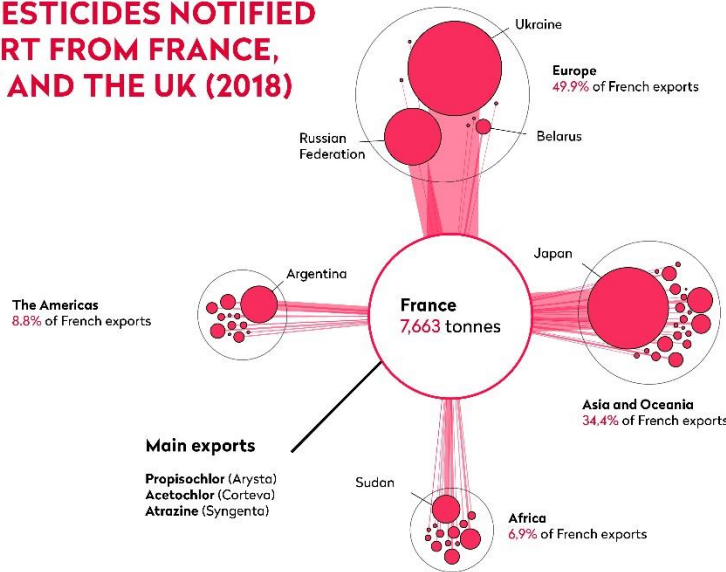 ESTICIDES NOTIFIED
RT FROM FRANCE,
AND THE UK (2018)
Ukraine
Europe
49.9% of French exports
Russian
Federation
Belarus
Argentina
Japan
The Americas
8.8% of French exports
France
7,663 tonnes
Asia and Oceania
34,4% of French exports
Main exports
Propisochlor (Arysta)
Acetochlor (Corteva)
Atrazine (Syngenta)
Sudan
Africa
6,9% of French exports